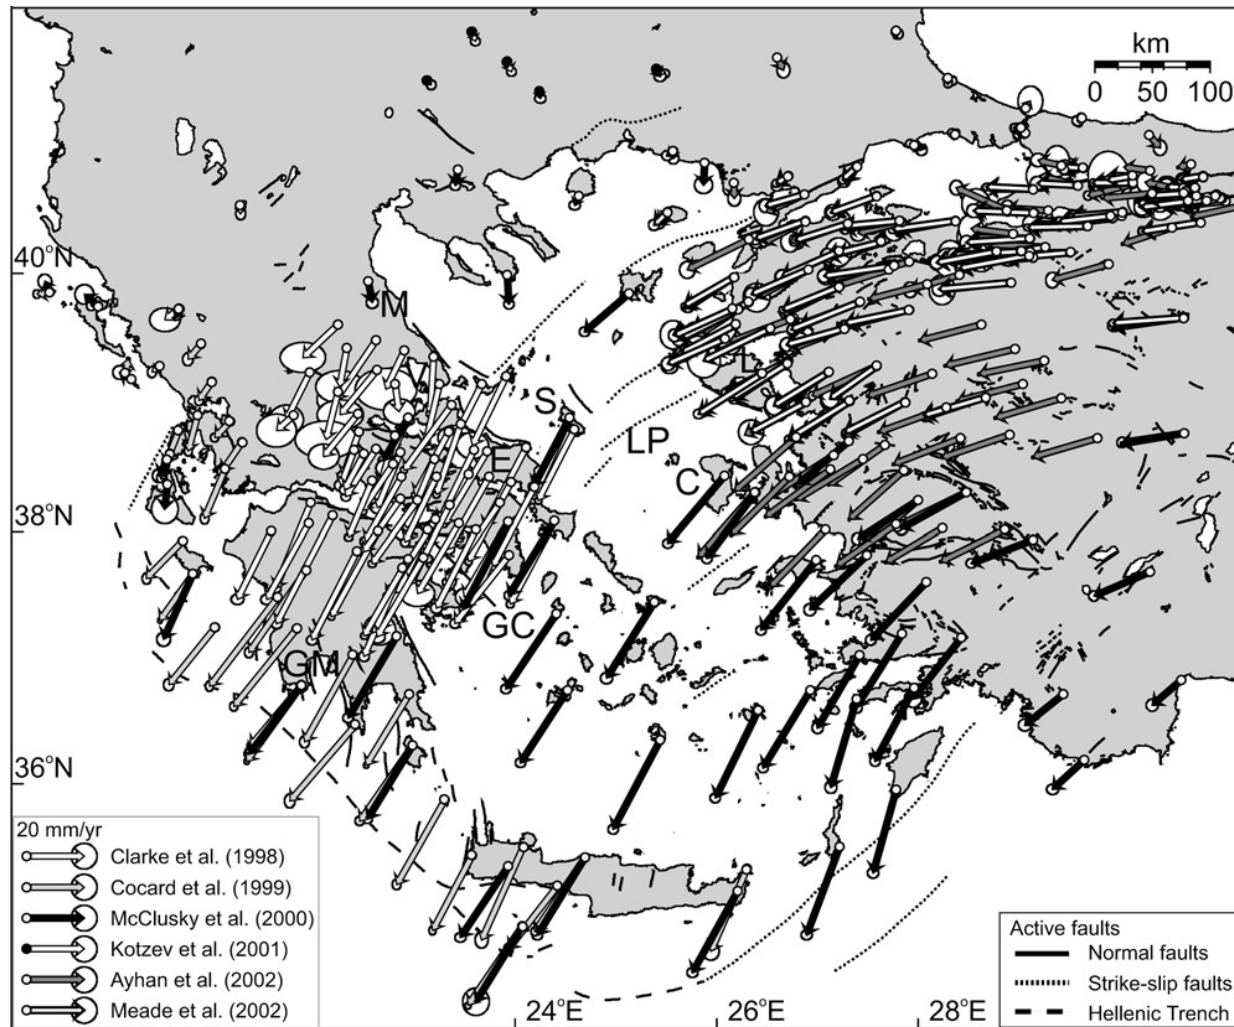 km
0 50 100
40°N
M
V
L
S
LP
E
C
38°N
GC
GM
36°N
20 mm/yr
Clarke et al. (1998)
Cocard et al. (1999)
McClusky et al. (2000)
Kotzev et al. (2001)
Ayhan et al. (2002)
Meade et al. (2002)
Active faults
Normal faults
Strike-slip faults
Hellenic Trench
24°E 26°E 28°E